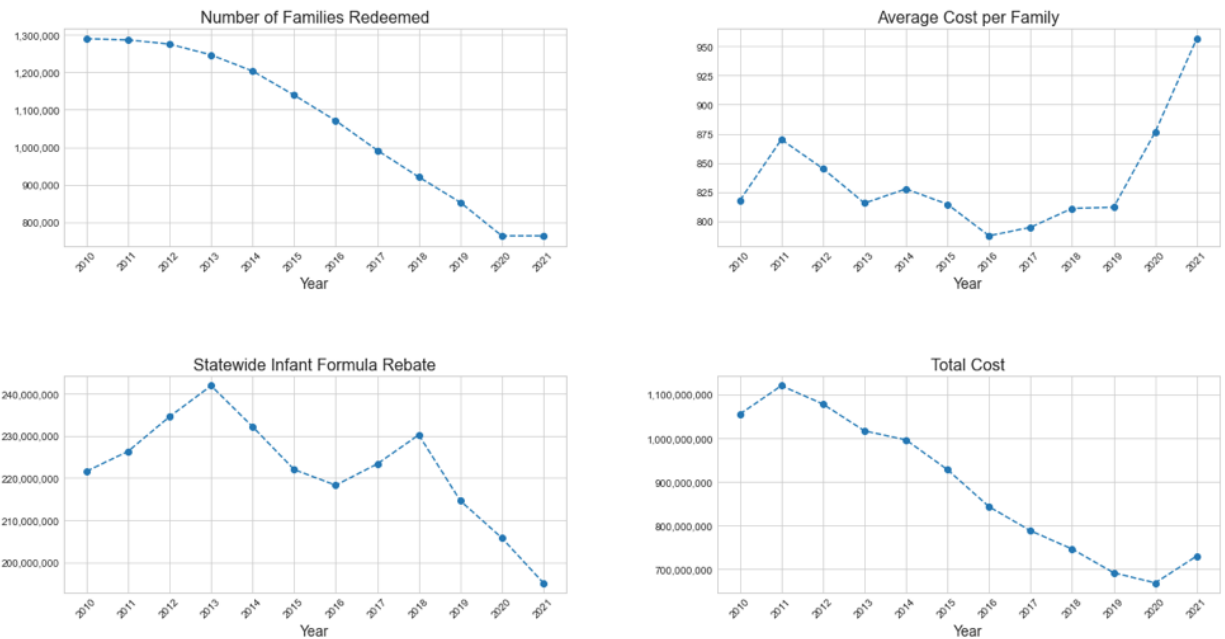 Number of Families Redeemed
1,300,000
1,200,000
1,100,000
1,000,000
900,000
800,000
2010 2011 2012 2013 2014 2015 2016 2017 2018 2019 2020 2021
Year
Average Cost per Family
950
925
900
875
850
825
800
2010 2011 2012 2013 2014 2015 2016 2017 2018 2019 2020 2021
Year
Statewide Infant Formula Rebate
240,000,000
230,000,000
220,000,000
210,000,000
200,000,000
2010 2011 2012 2013 2014 2015 2016 2017 2018 2019 2020 2021
Year
Total Cost
1,100,000,000
1,000,000,000
900,000,000
800,000,000
700,000,000
2010 2011 2012 2013 2014 2015 2016 2017 2018 2019 2020 2021
Year